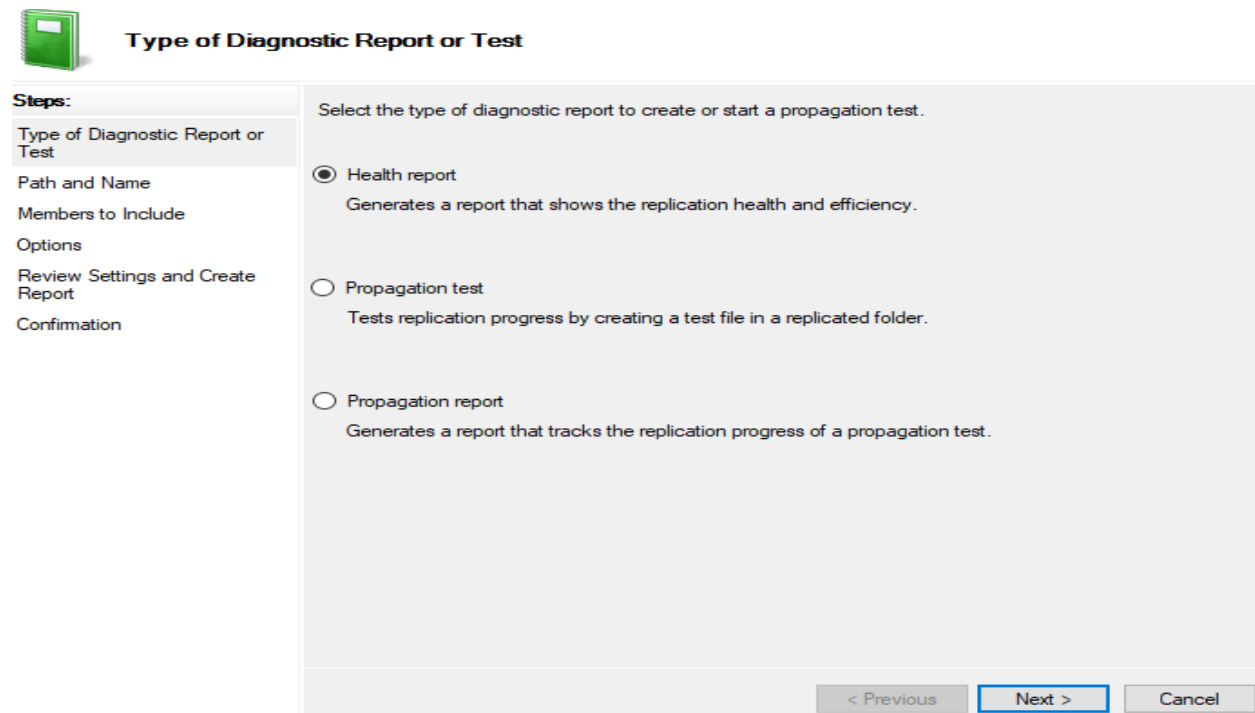 Type of Diagnostic Report or Test
Steps:
Type of Diagnostic Report or
Test
Path and Name
Members to Include
Options
Review Settings and Create
Report
Confirmation
Select the type of diagnostic report to create or start a propagation test.
Health report
Generates a report that shows the replication health and efficiency.
Propagation test
Tests replication progress by creating a test file in a replicated folder.
Propagation report
Generates a report that tracks the replication progress of a propagation test.
< Previous
Next >
Cancel